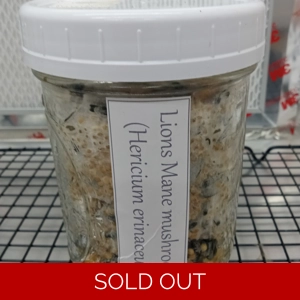 Lions Mane mushro
(Hericium erinaceu
SOLD OUT